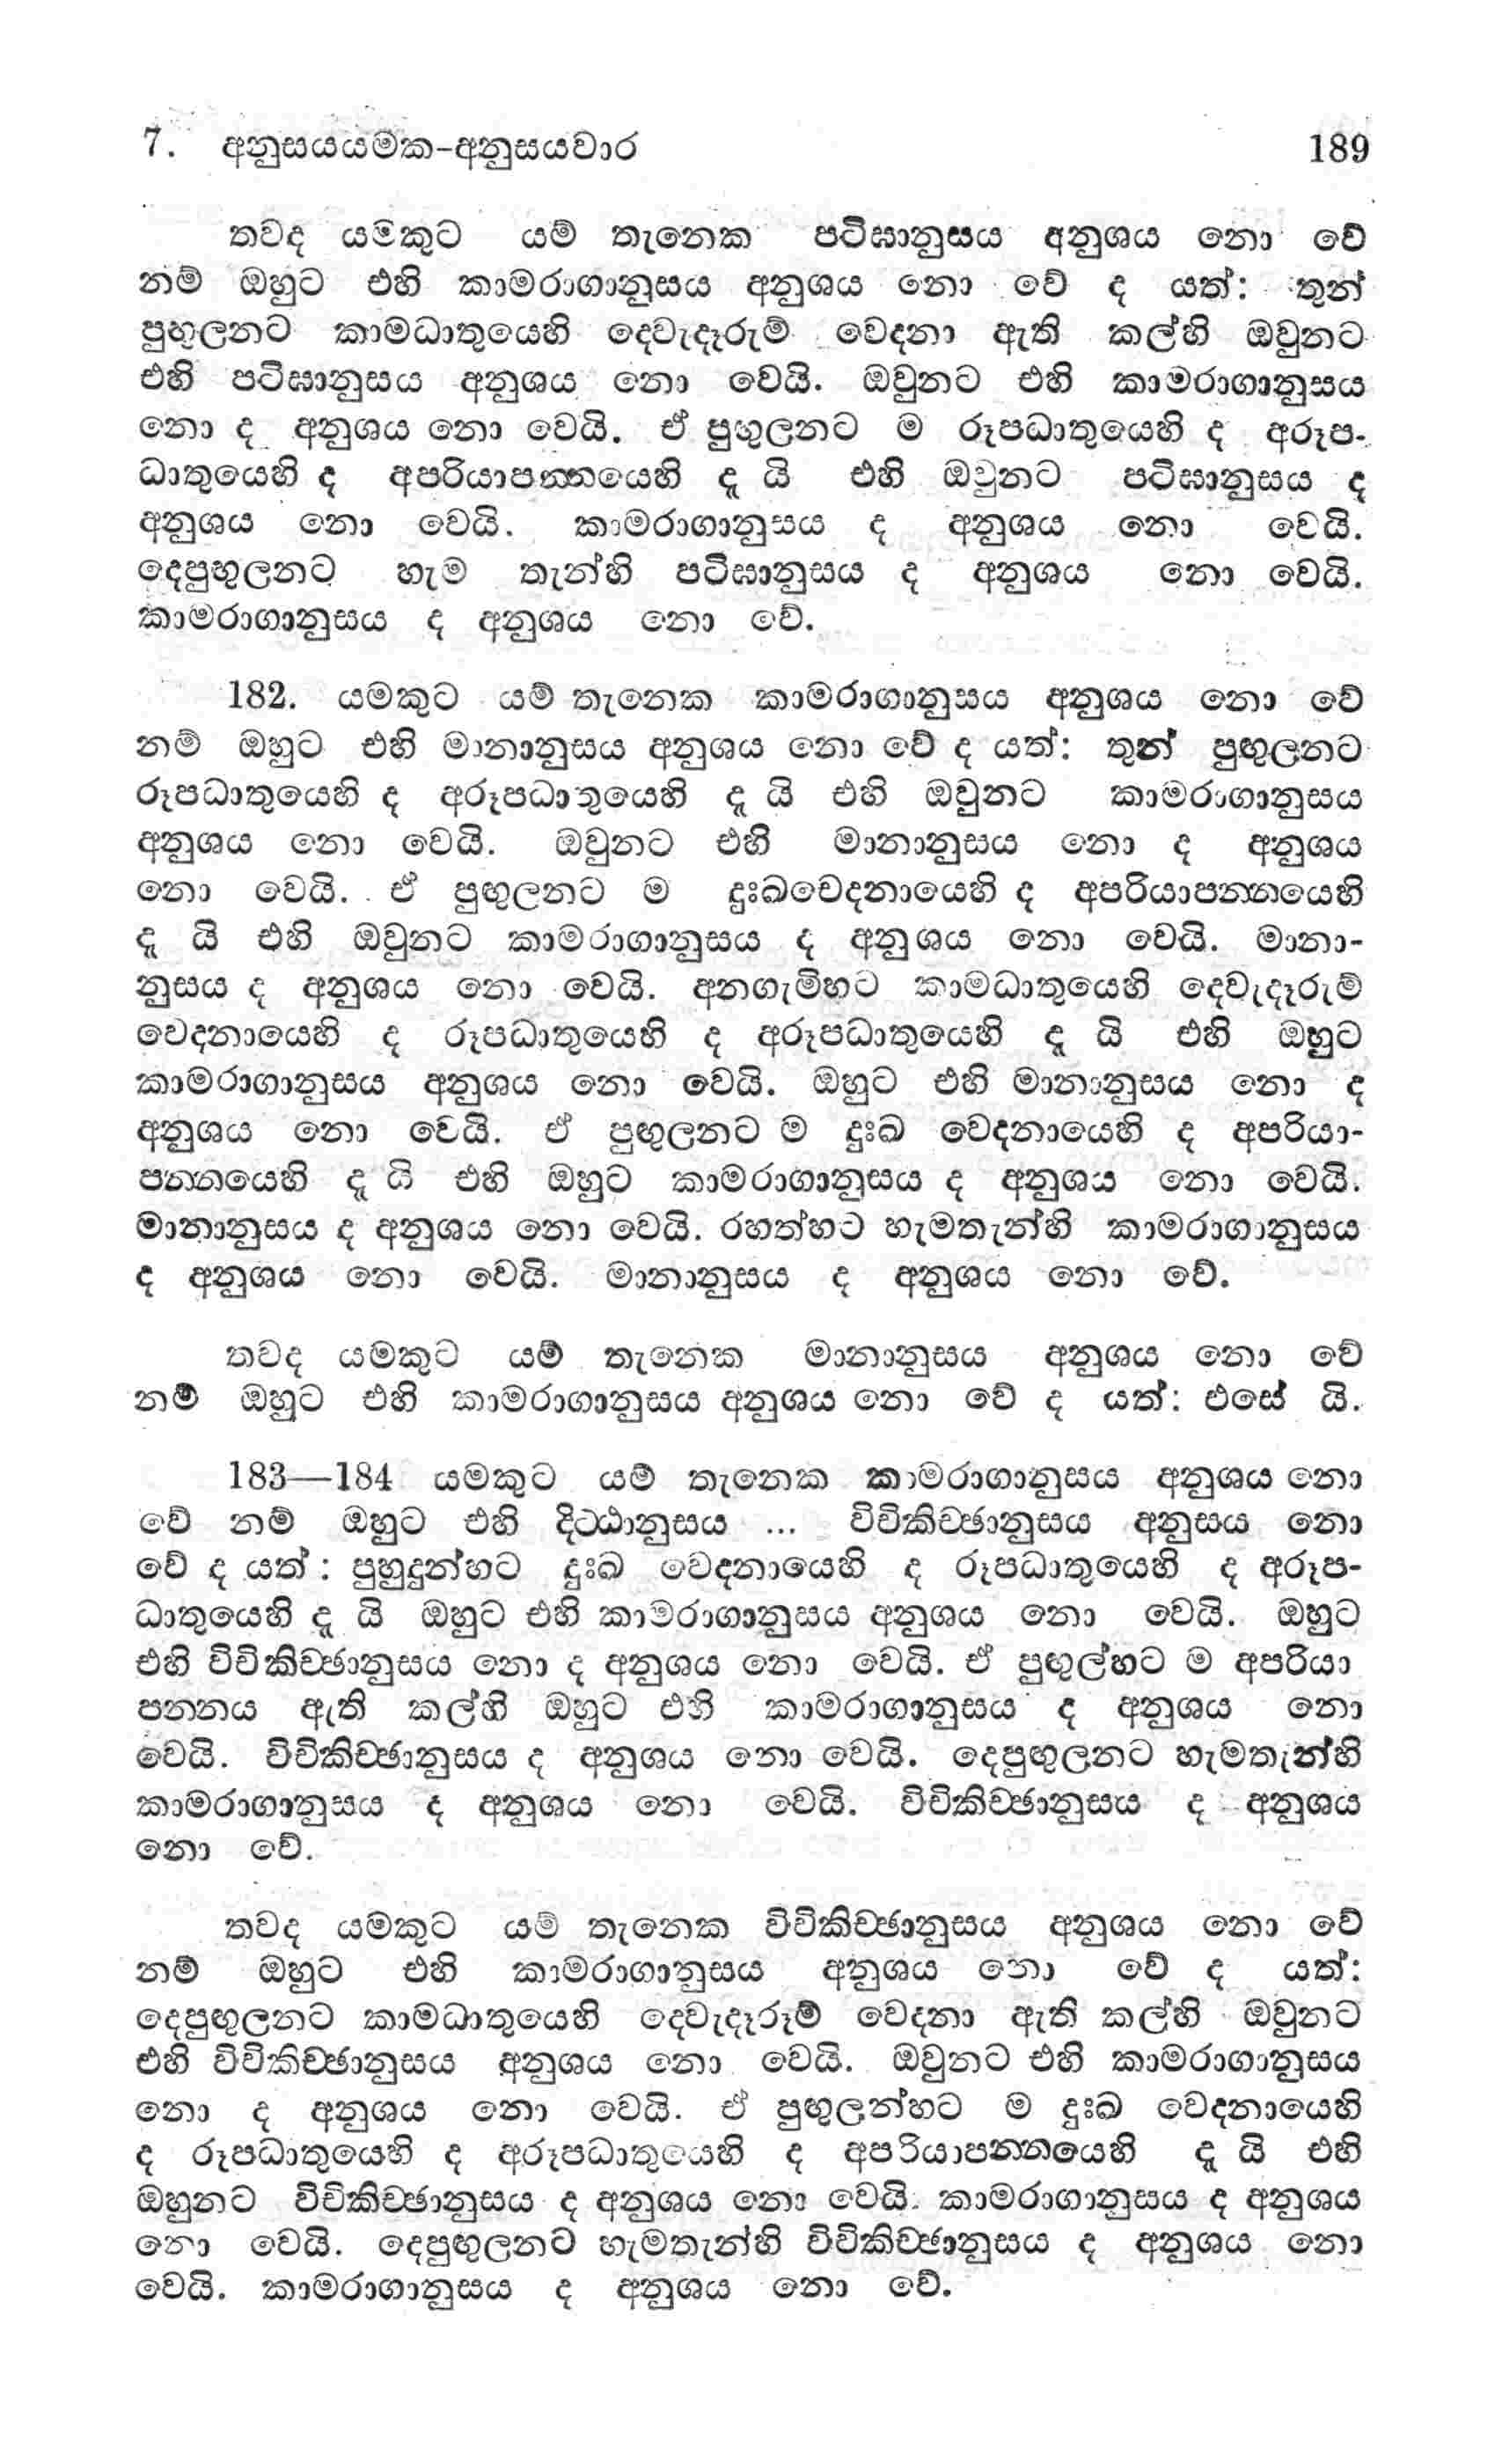 7. අනුසයයමක-අනුසයවාර 189
තවද යමකුට යම් තැනෙක පටිඝානුසය අනුශය නො වේ
නම් ඔහුට එහි කාමරාගානුසය අනුශය නො වේ ද යත්: තුන්
පුඟුලනට කාමධාතුයෙහි දෙවැදෑරුම් වෙදනා ඇති කල්හි ඔවුනට
එහි පටිඝානුසය අනුශය නො වෙයි. ඔවුනට එහි කාමරාගානුසය
නො ද අනුශය නො වෙයි. ඒ පුඟුලනට ම රූපධාතුයෙහි ද අරූප-
ධාතුයෙහි ද අපරියාපන්නයෙහි දැ යි එහි ඔවුනට පටිඝානුසය ද
අනුශය නො වෙයි. කාමරාගානුසය ද අනුශය නො වෙයි.
දෙපුඟුලනට හැම තැන්හි පටිඝානුසය ද අනුශය නො වෙයි.
කාමරාගානුසය ද අනුශය නො වේ.
182. යමකුට යම් තැනෙක කාමරාගානුසය අනුශය නො වේ
නම් ඔහුට එහි මානානුසය අනුශය නො වේ ද යත්: තුන් පුඟුලනට
රූපධාතුයෙහි ද අරූපධාතුයෙහි දැ යි එහි ඔවුනට කාමරාගානුසය
අනුශය නො වෙයි. ඔවුනට එහි මානානුසය නො ද අනුශය
නො වෙයි. ඒ පුඟුලනට ම දුඃඛවෙදනායෙහි ද අපරියාපන්නයෙහි
දැ යි එහි ඔවුනට කාමරාගානුසය ද අනුශය නො වෙයි. මානා-
නුසය ද අනුශය නො වෙයි. අනගැමිහට කාමධාතුයෙහි දෙවැදෑරුම්
වෙදනායෙහි ද රූපධාතුයෙහි ද අරූපධාතුයෙහි දැ යි එහි ඔහුට
කාමරාගානුසය අනුශය නො වෙයි. ඔහුට එහි මානානුසය නො ද
අනුශය නො වෙයි. ඒ පුඟුලනට ම දුඃඛ වෙදනායෙහි ද අපරියා-
පන්නයෙහි දැ යි එහි ඔහුට කාමරාගානුසය ද අනුශය නො වෙයි.
මානානුසය ද අනුශය නො වෙයි. රහත්හට හැමතැන්හි කාමරාගානුසය
ද අනුශය නො වෙයි. මානානුසය ද අනුශය නො වේ.
තවද යමකුට යම් තැනෙක මානානුසය අනුශය නො වේ
නම් ඔහුට එහි කාමරාගානුසය අනුශය නො වේ ද යත්: එසේ යි.
183—184 යමකුට යම් තැනෙක කාමරාගානුසය අනුශය නො
වේ නම් ඔහුට එහි දිට්ඨානුසය ... විචිකිච්ඡානුසය අනුසය නො
වේ ද යත් : පුහුදුන්හට දුඃඛ වෙදනායෙහි ද රූපධාතුයෙහි ද අරූප-
ධාතුයෙහි දැ යි ඔහුට එහි කාමරාගානුසය අනුශය නො වෙයි. ඔහුට
එහි විචිකිච්ඡානුසය නො ද අනුශය නො වෙයි. ඒ පුඟුල්හට ම අපරියා
පන්නය ඇති කල්හි ඔහුට එහි කාමරාගානුසය ද අනුශය නො
වෙයි. විචිකිච්ඡානුසය ද අනුශය නො වෙයි. දෙපුඟුලනට හැමතැන්හි
කාමරාගානුසය ද අනුශය නො වෙයි. විචිකිච්ඡානුසය ද අනුශය
නො වේ.
තවද යමකුට යම් තැනෙක විචිකිච්ඡානුසය අනුශය නො වේ
නම් ඔහුට එහි කාමරාගානුසය අනුශය නො වේ ද යත්:
දෙපුඟුලනට කාමධාතුයෙහි දෙවැදෑරූම් වෙදනා ඇති කල්හි ඔවුනට
එහි විචිකිච්ඡානුසය අනුශය නො වෙයි. ඔවුනට එහි කාමරාගානුසය
නො ද අනුශය නො වෙයි. ඒ පුඟුලන්හට ම දුඃඛ වෙදනායෙහි
ද රූපධාතුයෙහි ද අරූපධාතුයෙහි ද අපරියාපන්නයෙහි දැ යි එහි
ඔහුනට විචිකිච්ඡානුසය ද අනුශය නො වෙයි. කාමරාගානුසය ද අනුශය
නො වෙයි. දෙපුඟුලනට හැමතැන්හි විචිකිච්ඡානුසය ද අනුශය නො
වෙයි. කාමරාගානුසය ද අනුශය නො වේ.